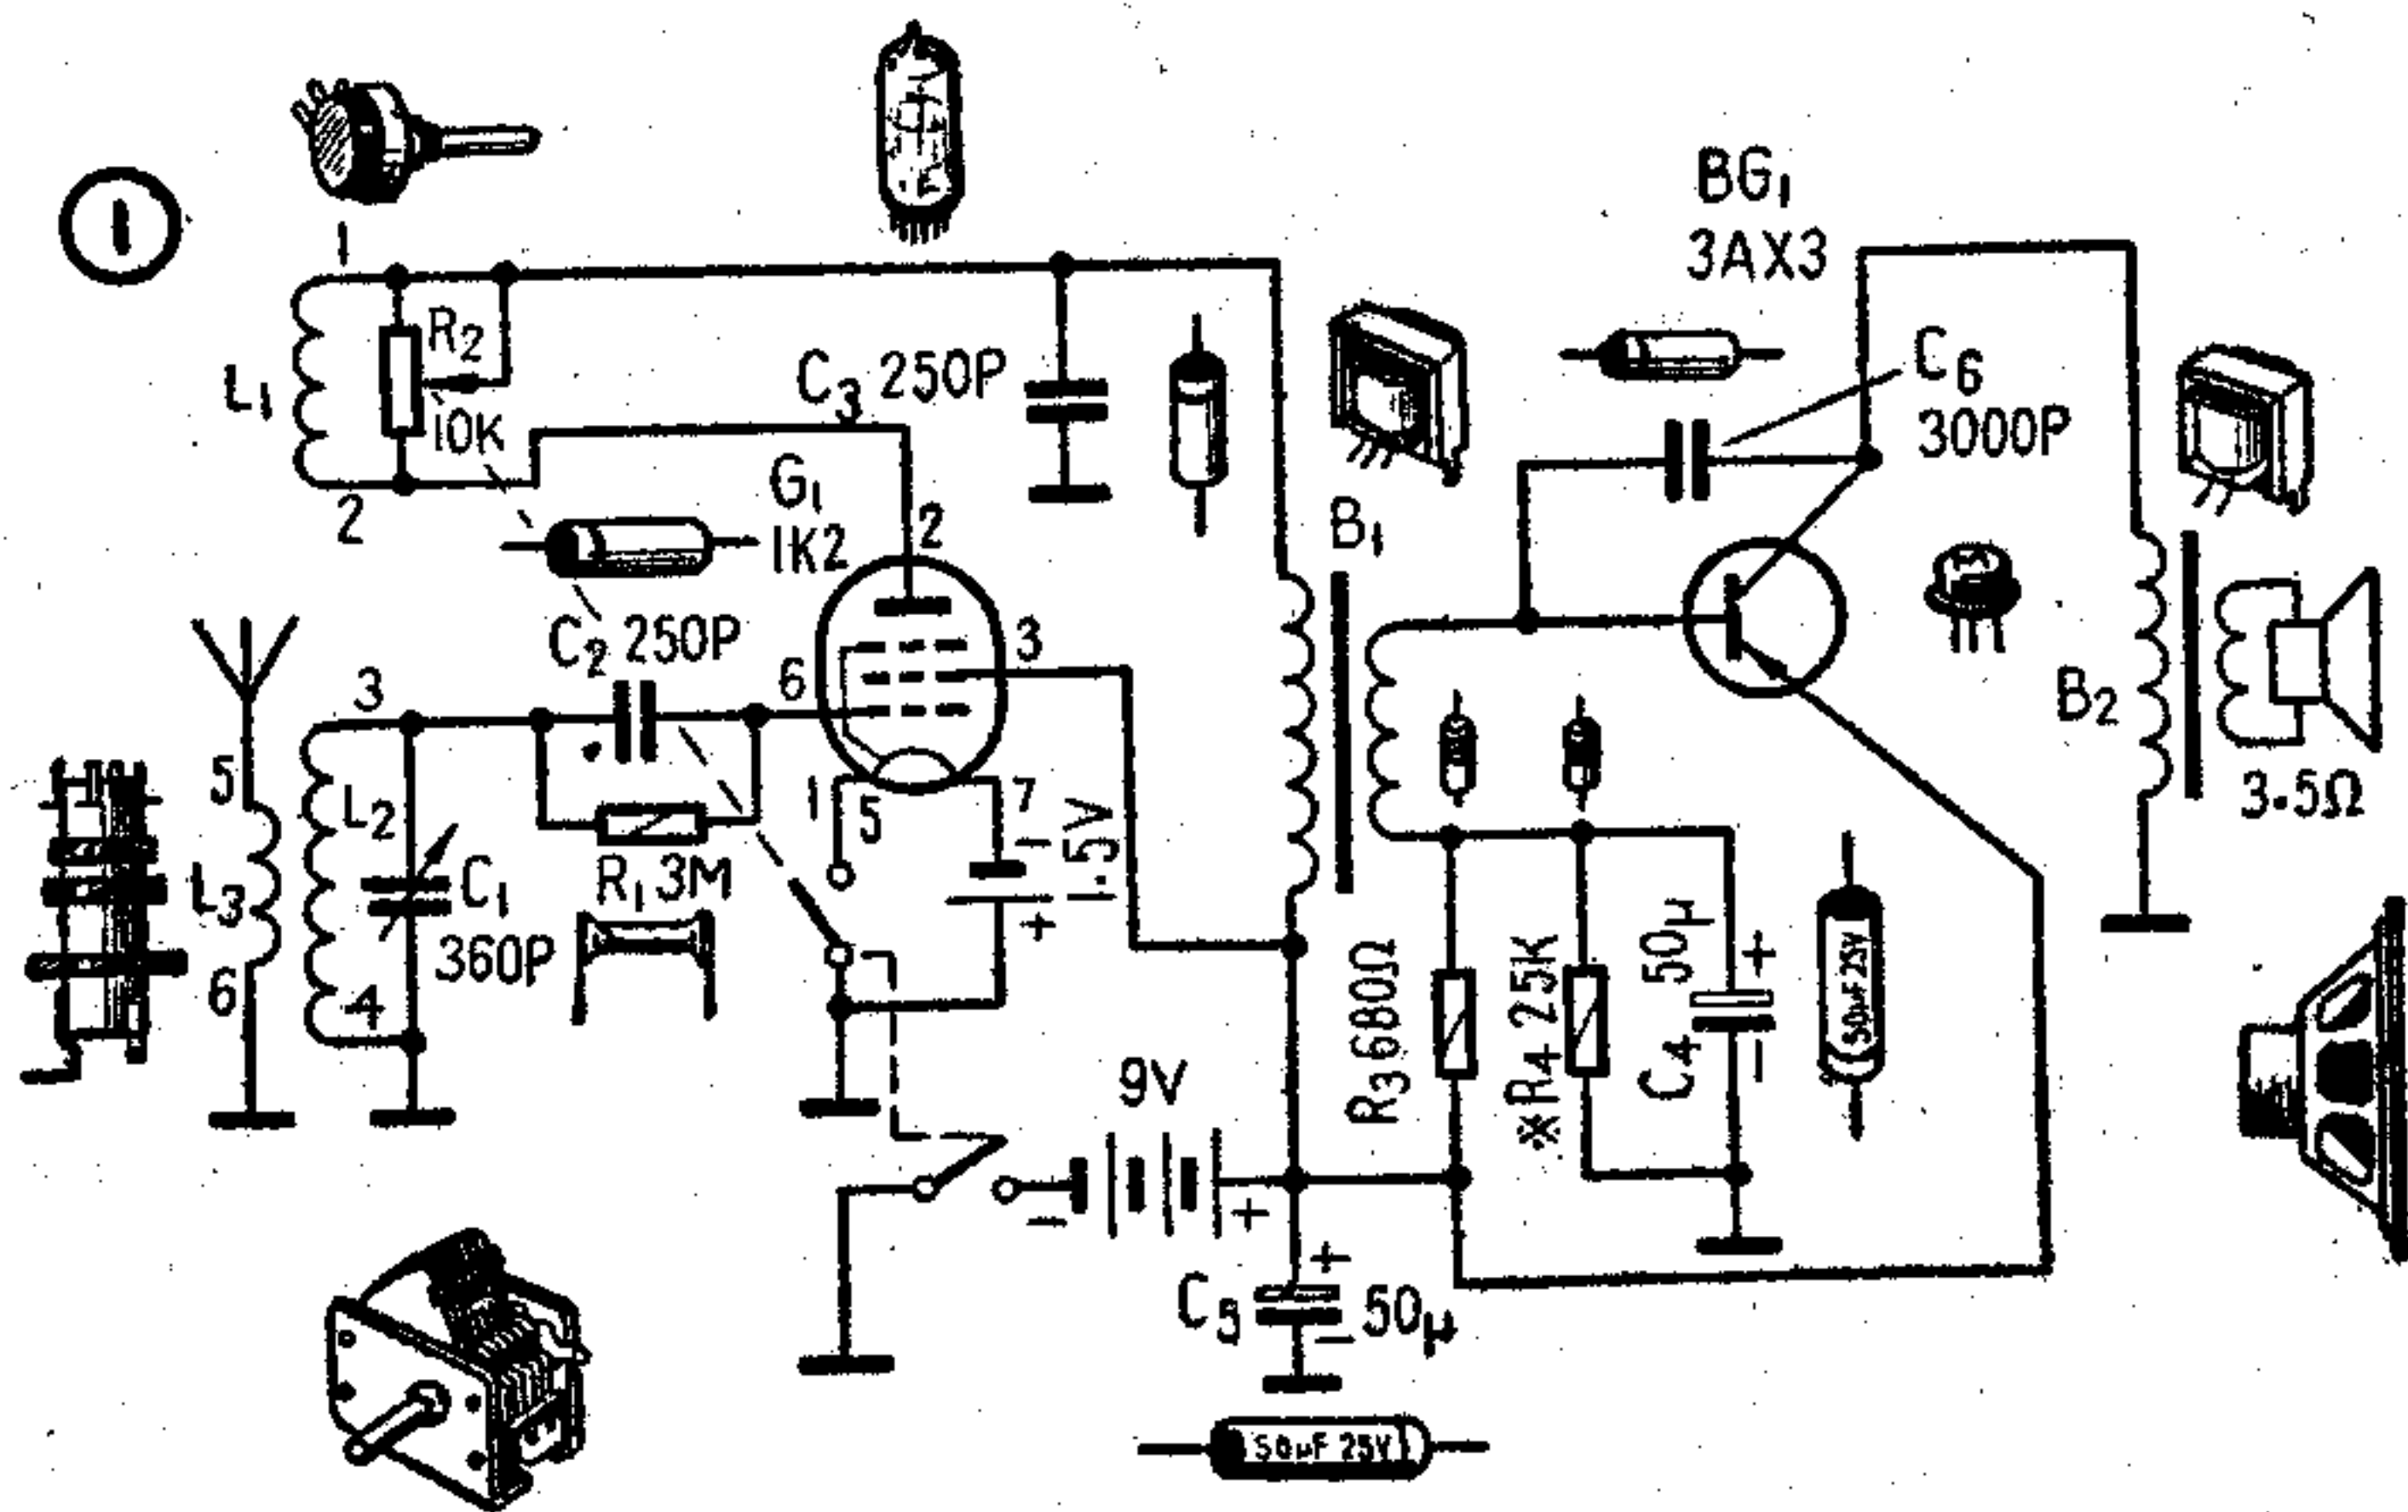 1
BG1
3AX3
1
R2
10K
L1
2
C3 250P
C6
3000P
G1
1K2
2
B1
C2 250P
6
3
3
B2
5
L2
L3
6
4
C1
360P
R1 3M
1
5
7
-
1.5V
+
3·5Ω
R3 680Ω
※R4 25K
50μ
C4
+
-
50μF 25V
9V
-
+
C5
+
-
50μ
50μF 25V